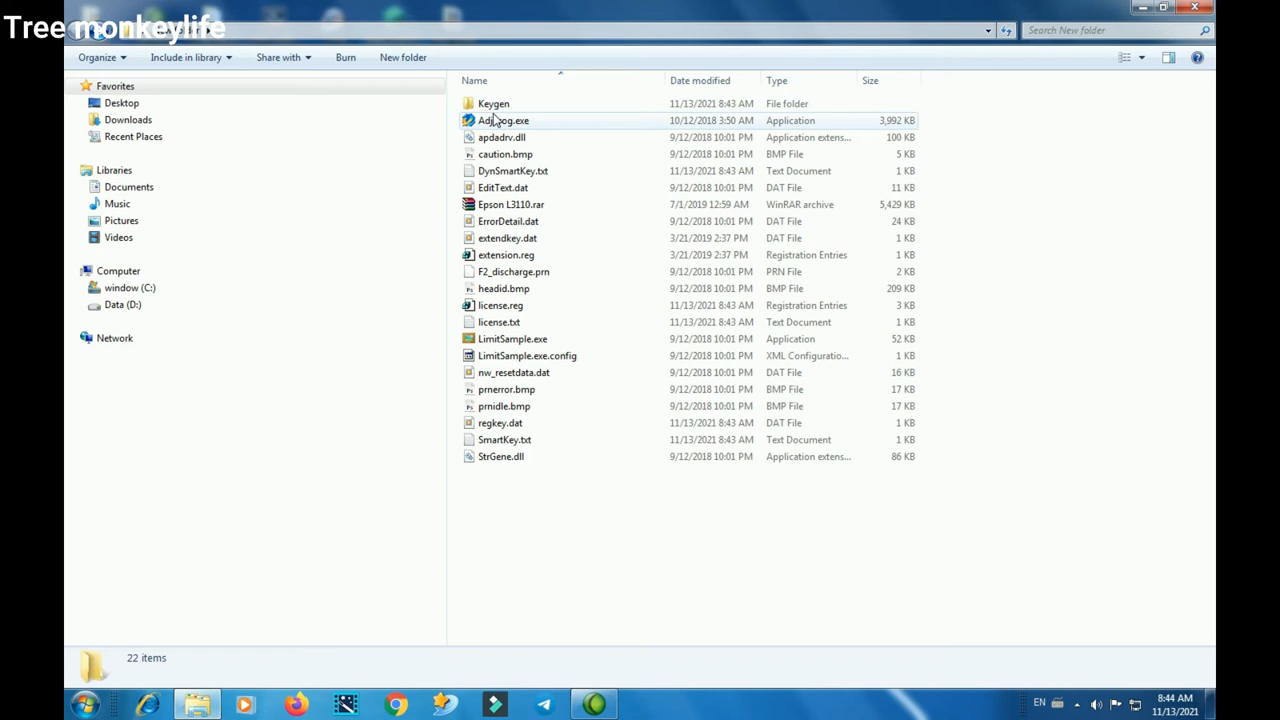 Tree monkeylife
Search New folder
Organize
Include in library
Share with
Burn
New folder
Favorites
Desktop
Downloads
Recent Places
Libraries
Documents
Music
Pictures
Videos
Computer
window (C:)
Data (D:)
Network
Name Date modified Type Size
Keygen 11/13/2021 8:43 AM File folder
10/12/2018 3:50 AM Application 3,992 KB
apdadrv.dll 9/12/2018 10:01 PM Application extens... 100 KB
caution.bmp 9/12/2018 10:01 PM BMP File 5 KB
DynSmartKey.txt 11/13/2021 8:43 AM Text Document 1 KB
EditText.dat 9/12/2018 10:01 PM DAT File 11 KB
Epson L3110.rar 7/1/2019 12:59 AM WinRAR archive 5,429 KB
ErrorDetail.dat 9/12/2018 10:01 PM DAT File 24 KB
extendkey.dat 3/21/2019 2:37 PM DAT File 1 KB
extension.reg 3/21/2019 2:37 PM Registration Entries 1 KB
F2_discharge.prn 9/12/2018 10:01 PM PRN File 2 KB
headid.bmp 9/12/2018 10:01 PM BMP File 209 KB
license.reg 11/13/2021 8:43 AM Registration Entries 3 KB
license.txt 11/13/2021 8:43 AM Text Document 1 KB
LimitSample.exe 9/12/2018 10:01 PM Application 52 KB
LimitSample.exe.config 9/12/2018 10:01 PM XML Configuratio... 1 KB
nw_resetdata.dat 9/12/2018 10:01 PM DAT File 16 KB
prnerror.bmp 9/12/2018 10:01 PM BMP File 17 KB
prnidle.bmp 9/12/2018 10:01 PM BMP File 17 KB
regkey.dat 11/13/2021 8:43 AM DAT File 1 KB
SmartKey.txt 11/13/2021 8:43 AM Text Document 1 KB
StrGene.dll 9/12/2018 10:01 PM Application extens... 86 KB
22 items
EN
8:44 AM
11/13/2021